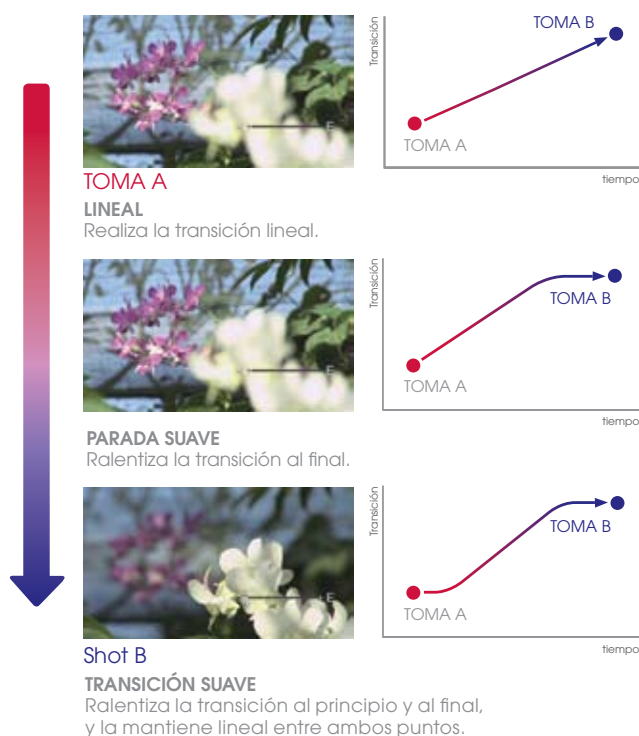 Transición
TOMA B
TOMA A
tiempo
TOMA A
LINEAL
Realiza la transición lineal.
Transición
TOMA B
TOMA A
tiempo
PARADA SUAVE
Ralentiza la transición al final.
Transición
TOMA B
TOMA A
tiempo
Shot B
TRANSICIÓN SUAVE
Ralentiza la transición al principio y al final,
y la mantiene lineal entre ambos puntos.